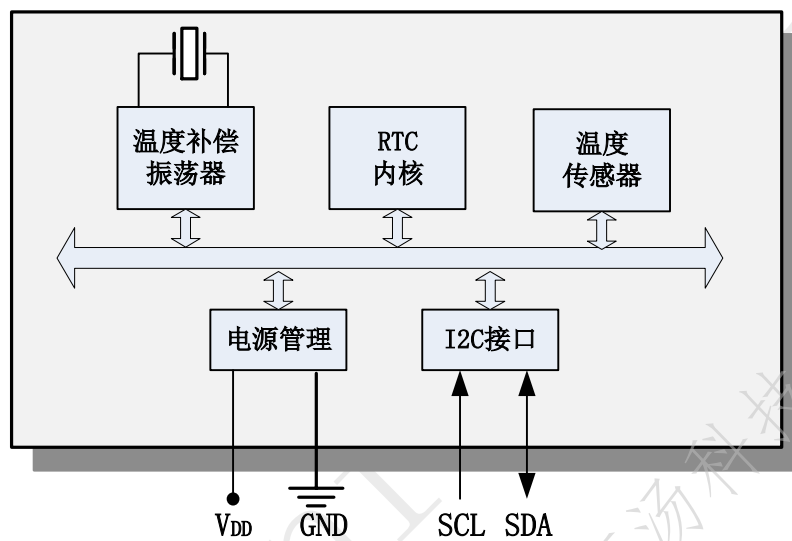 温度补偿
振荡器
RTC
内核
温度
传感器
电源管理
I2C接口
VDD
GND
SCL
SDA